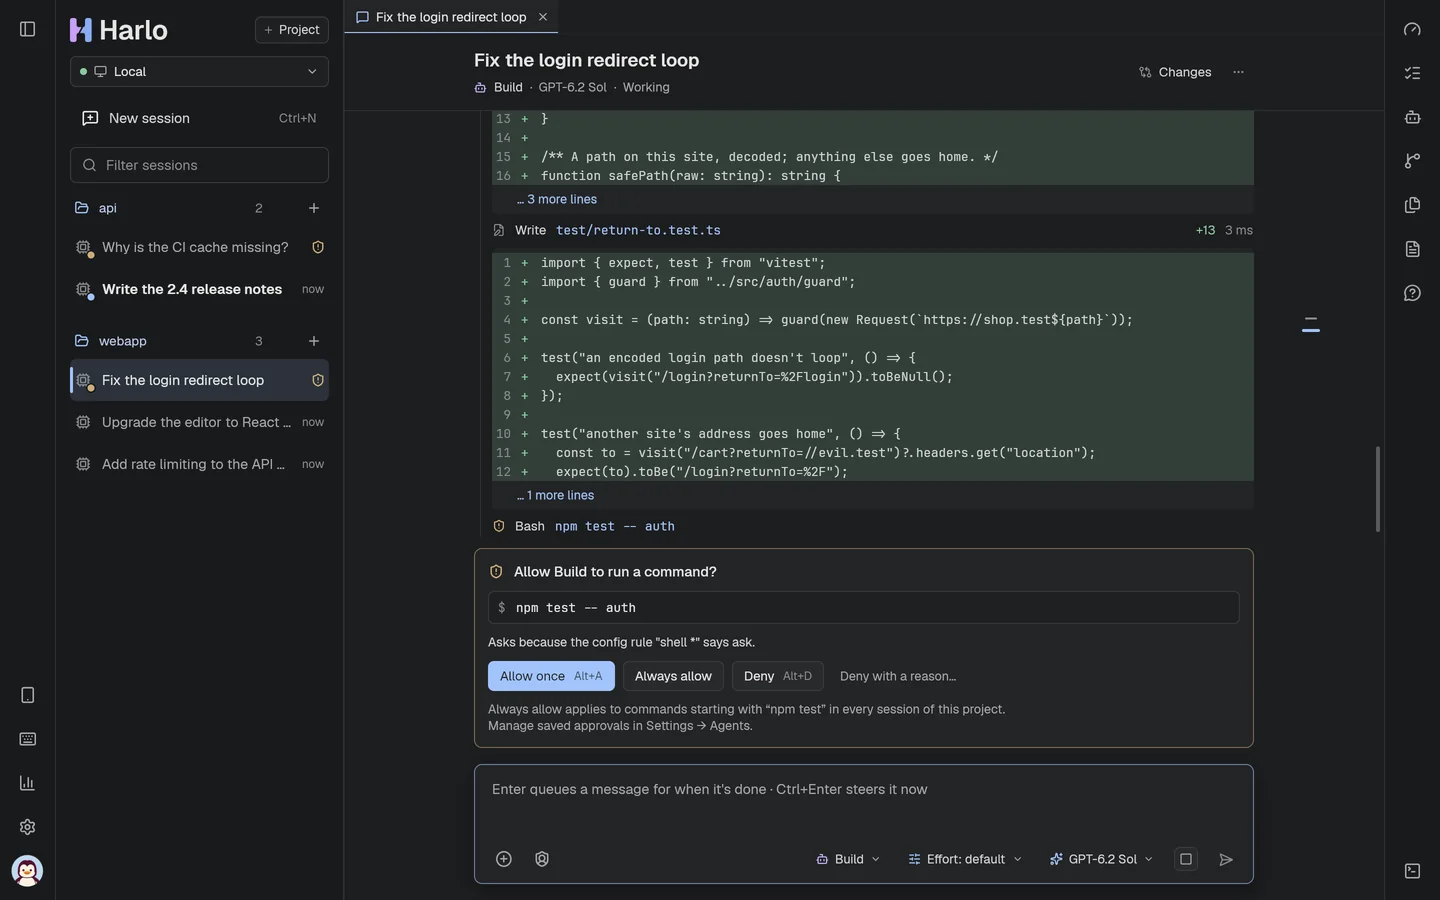 Harlo
+ Project
Local
New session Ctrl+N
Filter sessions
api 2 +
Why is the CI cache missing?
Write the 2.4 release notes now
webapp 3 +
Fix the login redirect loop
Upgrade the editor to React ... now
Add rate limiting to the API ... now
Fix the login redirect loop ×
Fix the login redirect loop
Build · GPT-6.2 Sol · Working
Changes ...
13 + }
14 +
15 + /** A path on this site, decoded; anything else goes home. */
16 + function safePath(raw: string): string {
... 3 more lines
Write test/return-to.test.ts +13 3 ms
1 + import { expect, test } from "vitest";
2 + import { guard } from "../src/auth/guard";
3 +
4 + const visit = (path: string) => guard(new Request(`https://shop.test${path}`));
5 +
6 + test("an encoded login path doesn't loop", () => {
7 + expect(visit("/login?returnTo=%2Flogin")).toBeNull();
8 + });
9 +
10 + test("another site's address goes home", () => {
11 + const to = visit("/cart?returnTo=//evil.test")?.headers.get("location");
12 + expect(to).toBe("/login?returnTo=%2F");
... 1 more lines
Bash npm test -- auth
Allow Build to run a command?
$ npm test -- auth
Asks because the config rule "shell *" says ask.
Allow once Alt+A Always allow Deny Alt+D Deny with a reason...
Always allow applies to commands starting with “npm test” in every session of this project.
Manage saved approvals in Settings → Agents.
Enter queues a message for when it's done · Ctrl+Enter steers it now
Build Effort: default GPT-6.2 Sol